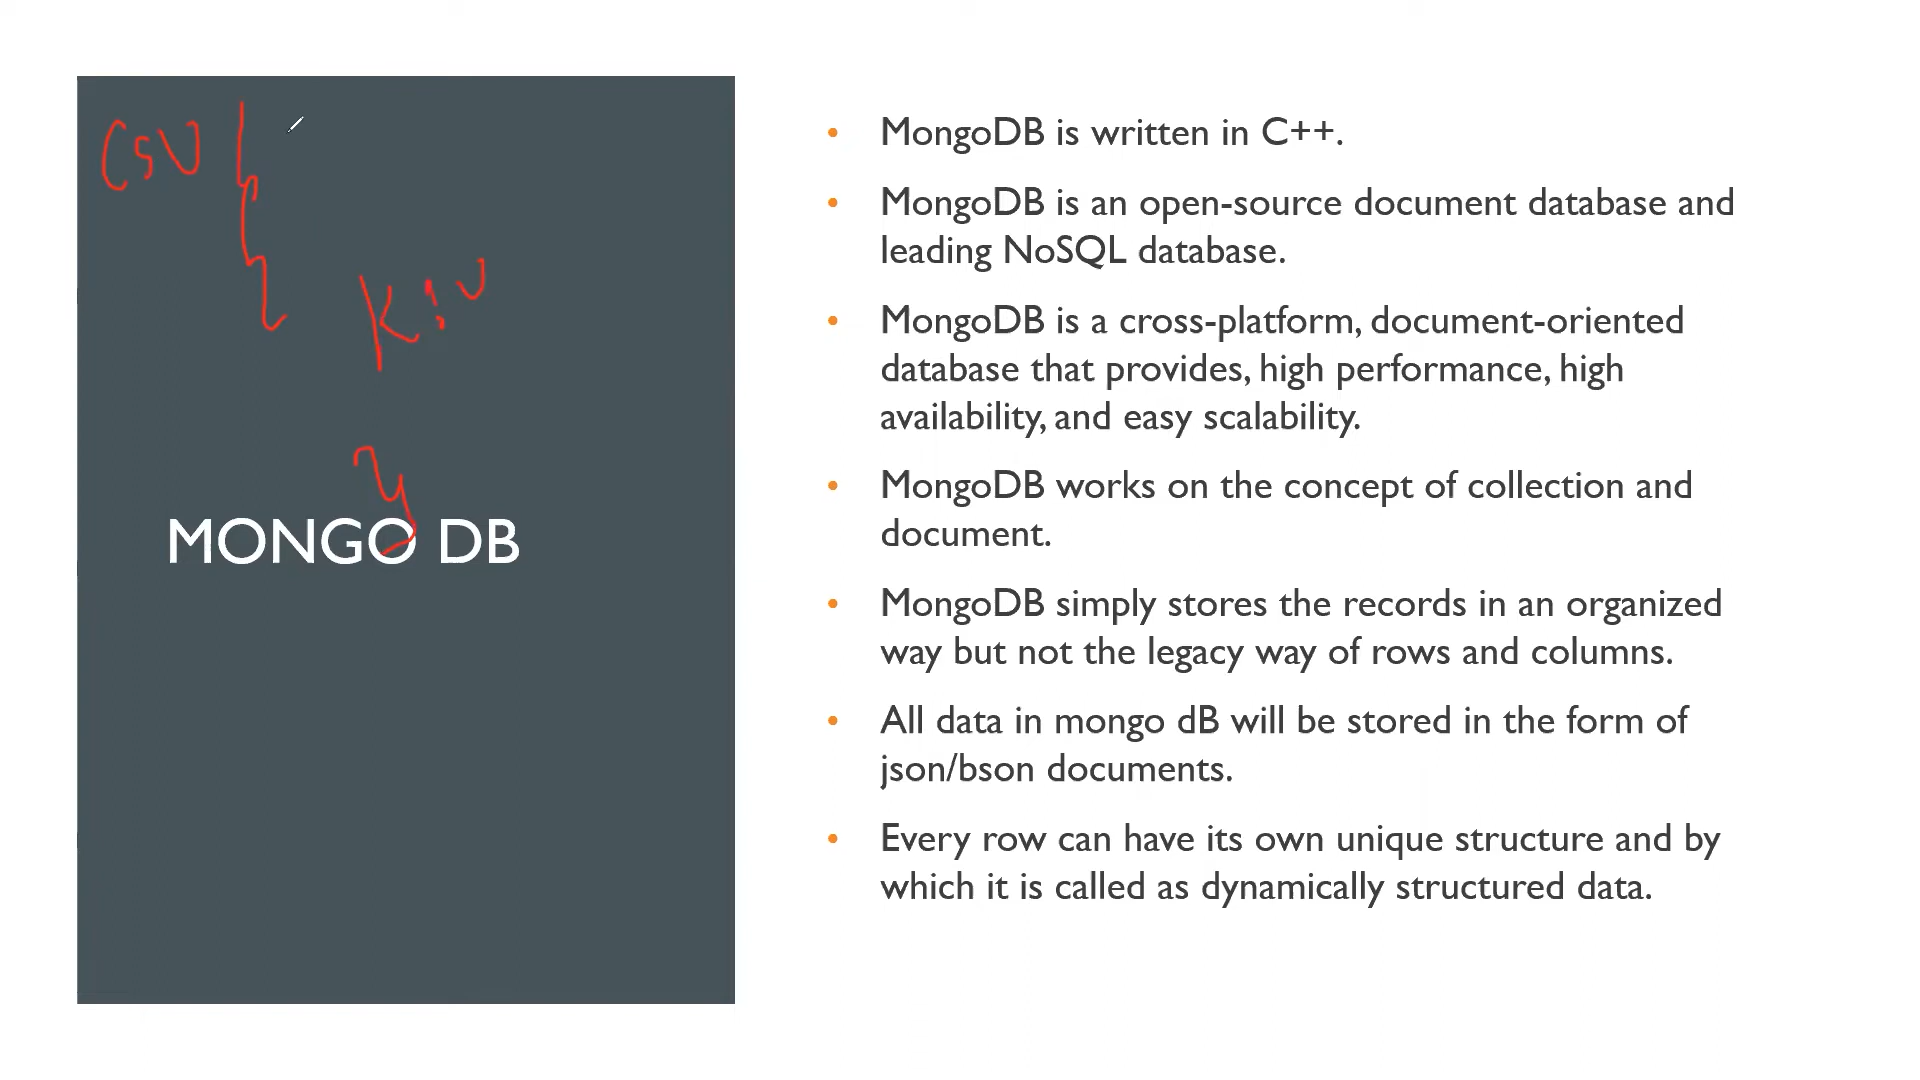 CSV {
K : V
}
MONGO DB
• MongoDB is written in C++.
• MongoDB is an open-source document database and
leading NoSQL database.
• MongoDB is a cross-platform, document-oriented
database that provides, high performance, high
availability, and easy scalability.
• MongoDB works on the concept of collection and
document.
• MongoDB simply stores the records in an organized
way but not the legacy way of rows and columns.
• All data in mongo dB will be stored in the form of
json/bson documents.
• Every row can have its own unique structure and by
which it is called as dynamically structured data.